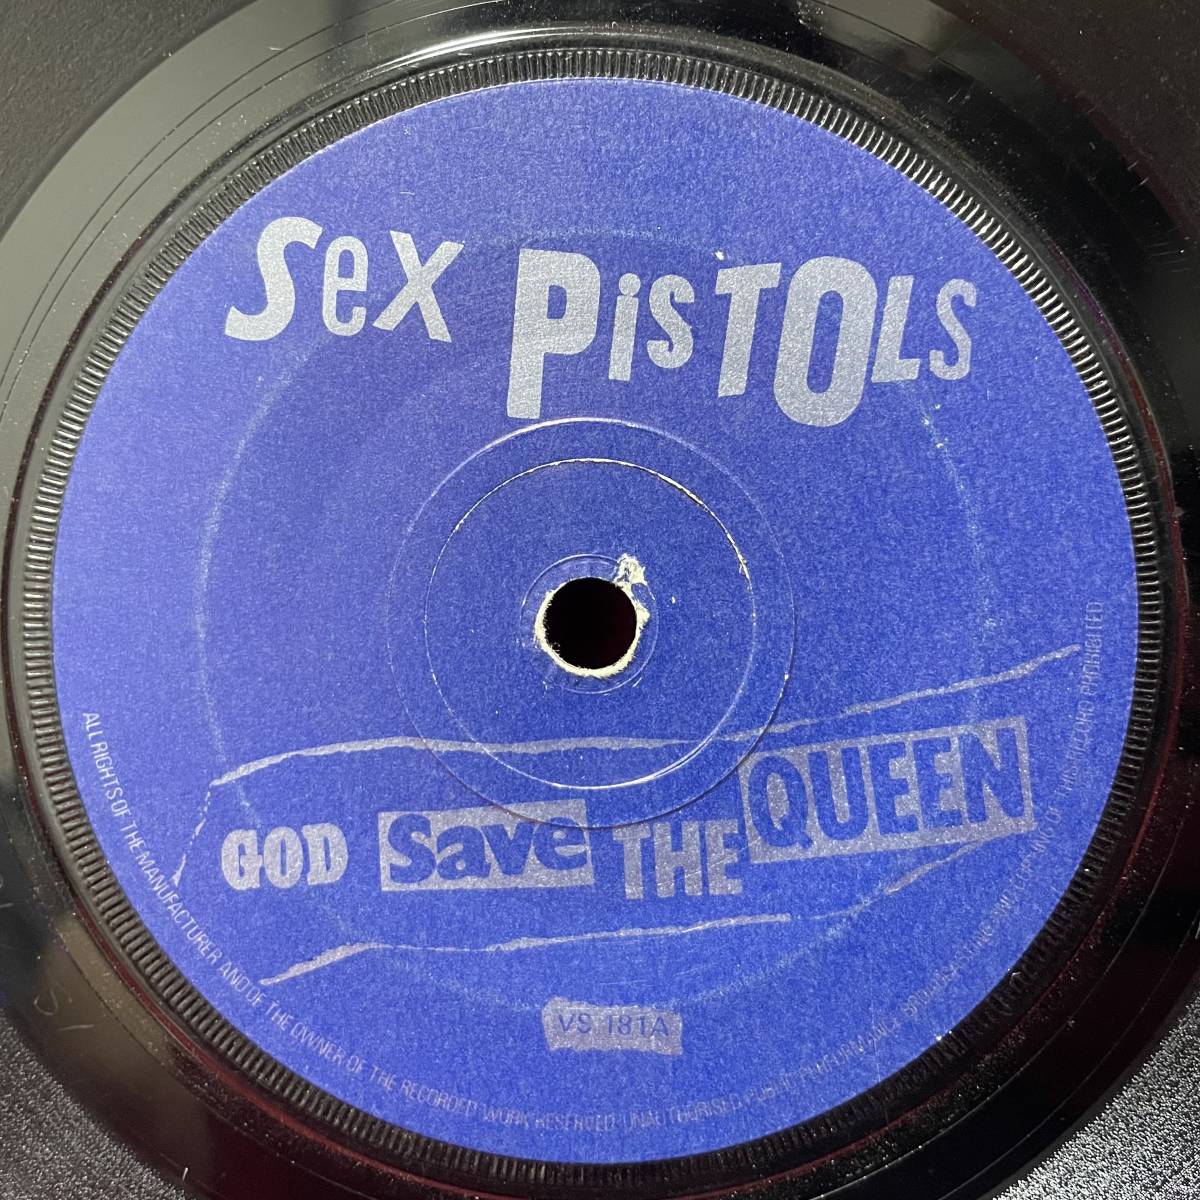 Sex PiSTOLS
GOD Save THE QUEEN
VS 181A
ALL RIGHTS OF THE MANUFACTURER AND OF THE OWNER OF THE RECORDED WORK RESERVED UNAUTHORISED PUBLIC PERFORMANCE BROADCASTING AND COPYING OF THIS RECORD PROHIBITED